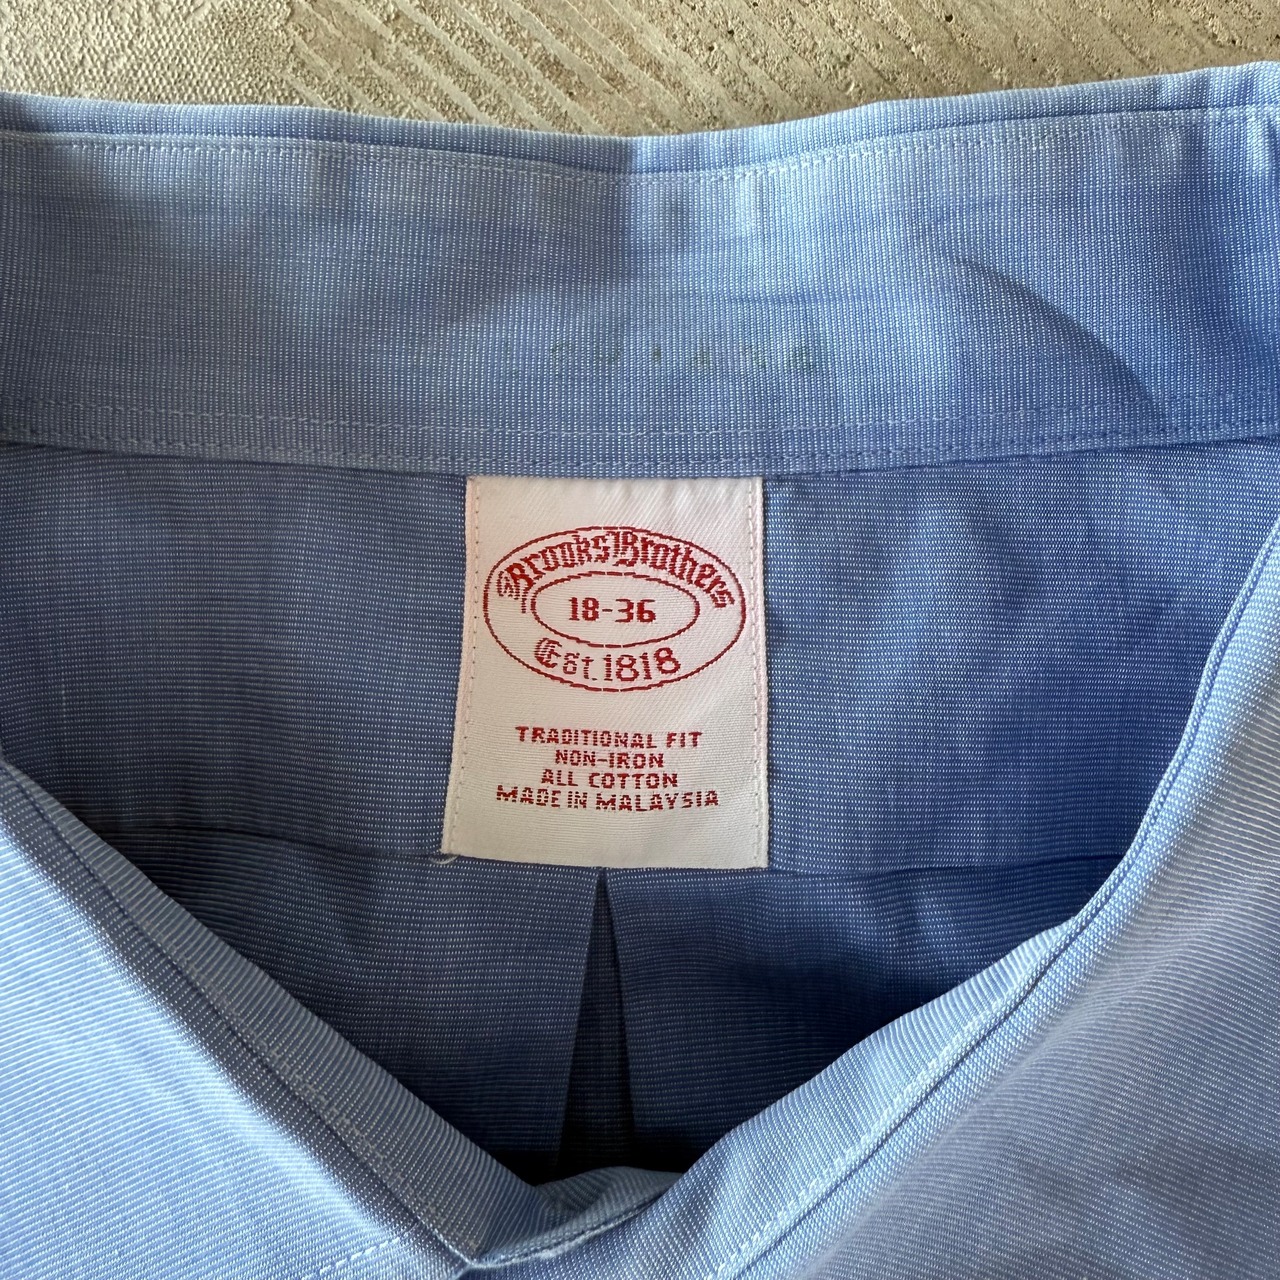 Brooks Brothers
18-36
Est. 1818
TRADITIONAL FIT
NON-IRON
ALL COTTON
MADE IN MALAYSIA